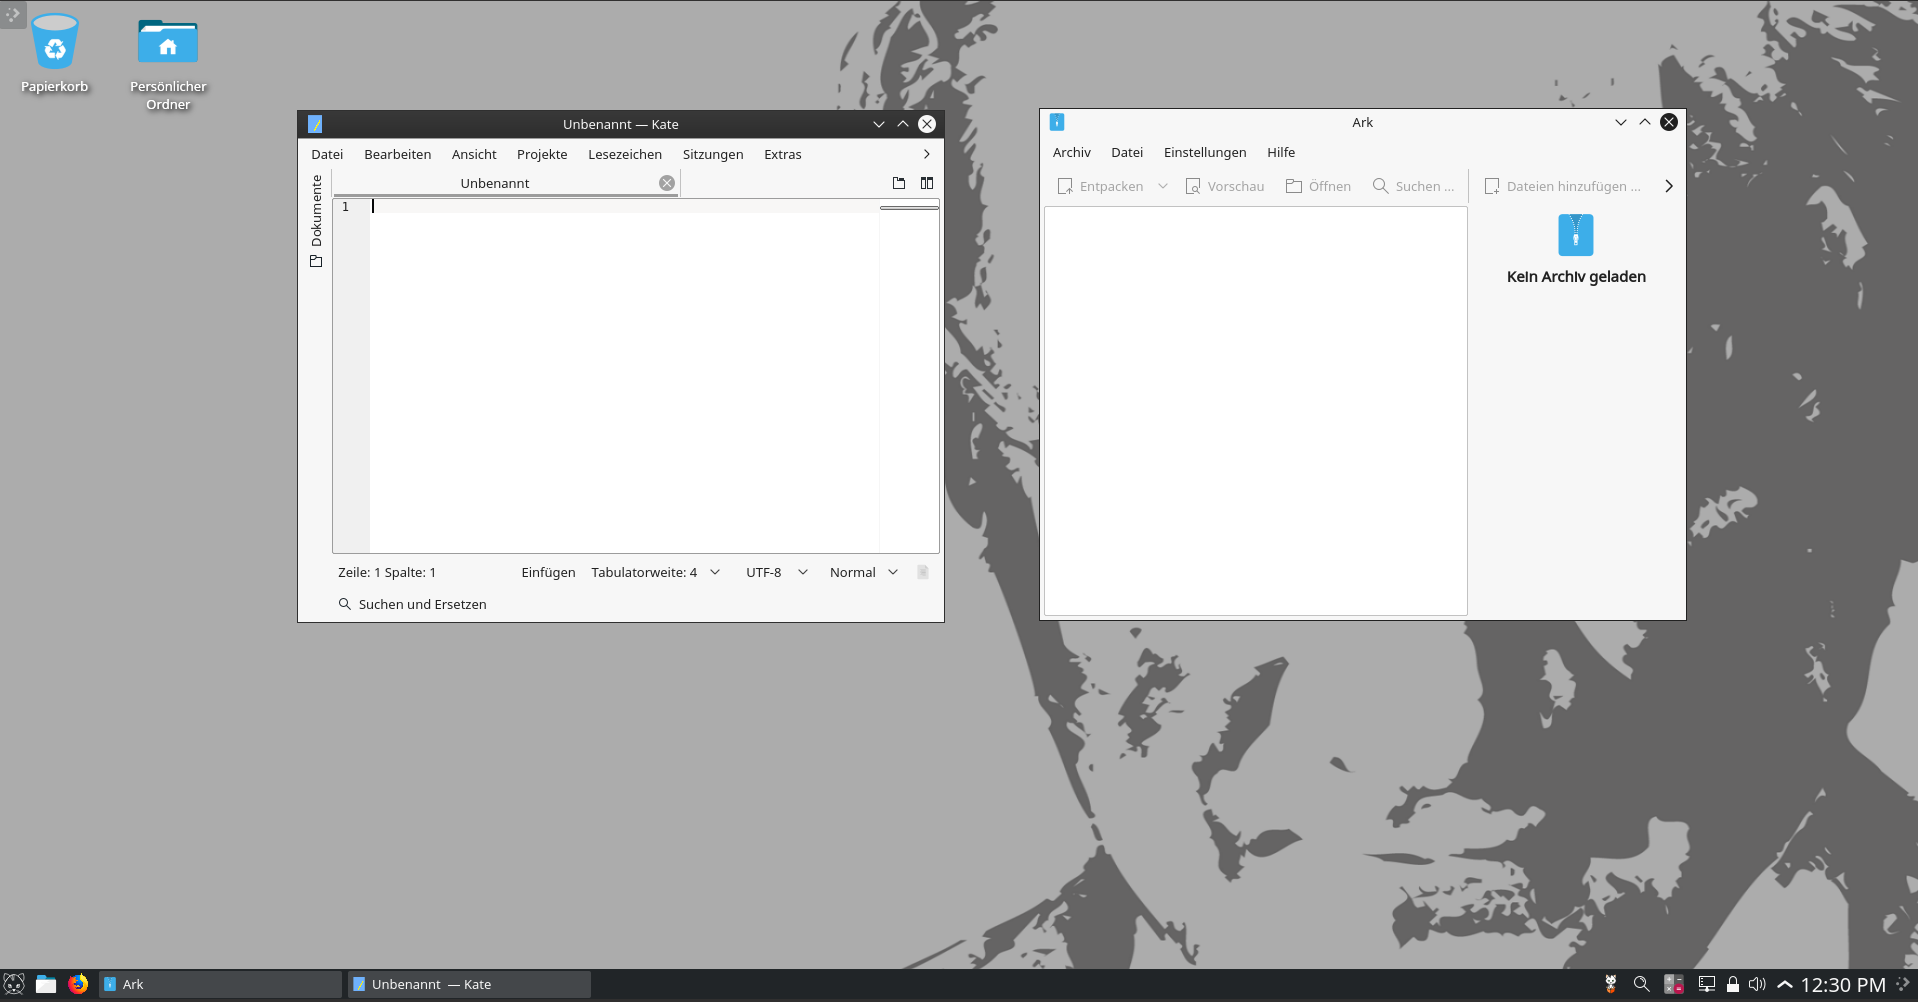 Papierkorb
Persönlicher
Ordner
Unbenannt — Kate
Datei Bearbeiten Ansicht Projekte Lesezeichen Sitzungen Extras
Dokumente
Unbenannt
1
Zeile: 1 Spalte: 1 Einfügen Tabulatorweite: 4 UTF-8 Normal
Suchen und Ersetzen
Ark
Archiv Datei Einstellungen Hilfe
Entpacken Vorschau Öffnen Suchen ... Dateien hinzufügen ...
Kein Archiv geladen
Ark
Unbenannt — Kate
12:30 PM